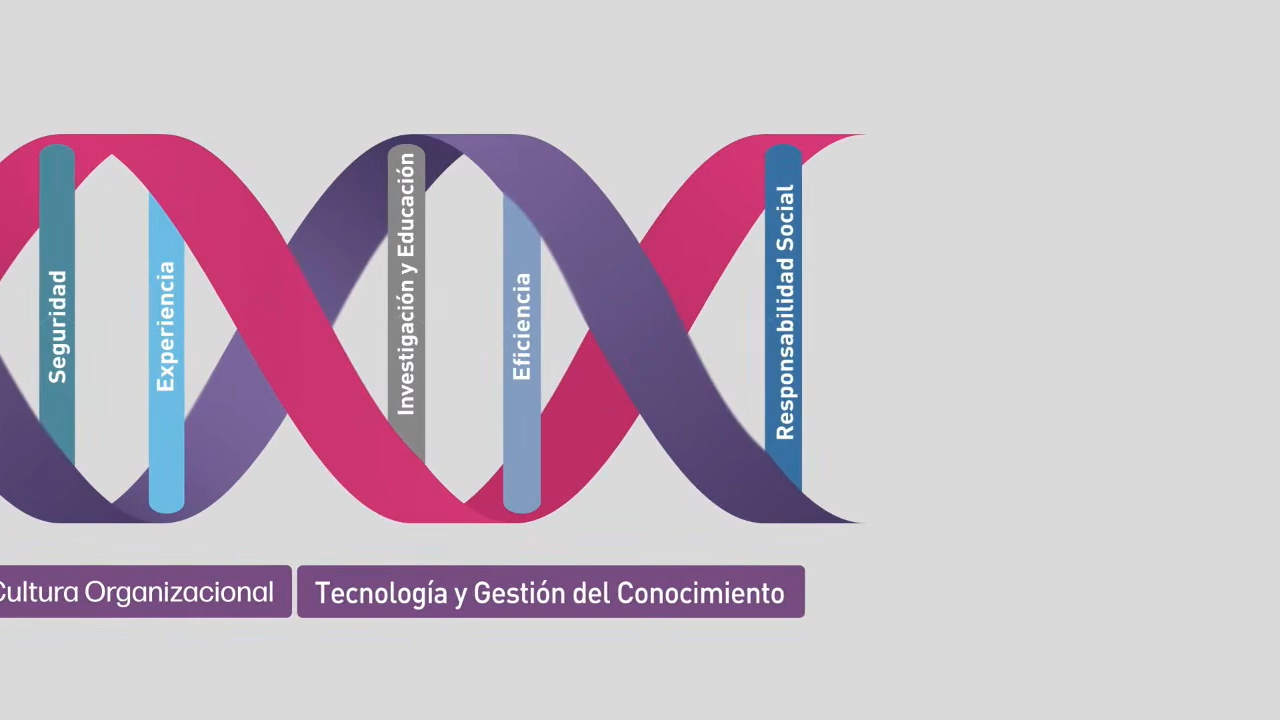 Seguridad
Experiencia
Investigación y Educación
Eficiencia
Responsabilidad Social
Cultura Organizacional
Tecnología y Gestión del Conocimiento